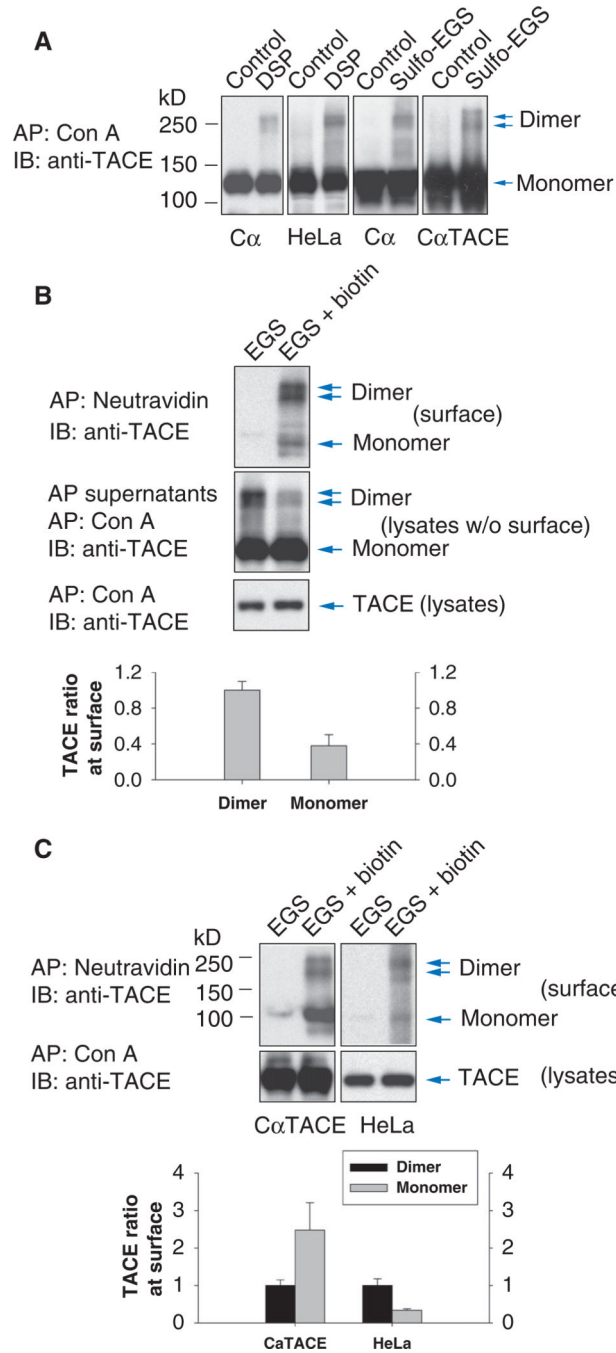 A
Control
DSP
Control
DSP
Control
Sulfo-EGS
Control
Sulfo-EGS
kD
AP: Con A
IB: anti-TACE
250
150
100
Dimer
Monomer
Cα HeLa Cα CαTACE
B
EGS
EGS + biotin
AP: Neutravidin
IB: anti-TACE
Dimer
(surface)
Monomer
AP supernatants
AP: Con A
IB: anti-TACE
Dimer
(lysates w/o surface)
Monomer
AP: Con A
IB: anti-TACE
TACE (lysates)
TACE ratio
at surface
1.2
0.8
0.4
0.0
1.2
0.8
0.4
0.0
Dimer Monomer
C
EGS
EGS + biotin
EGS
EGS + biotin
kD
AP: Neutravidin
IB: anti-TACE
250
150
100
Dimer
(surface
Monomer
AP: Con A
IB: anti-TACE
TACE (lysates
CαTACE HeLa
Dimer
Monomer
TACE ratio
at surface
4
3
2
1
0
4
3
2
1
0
CaTACE HeLa